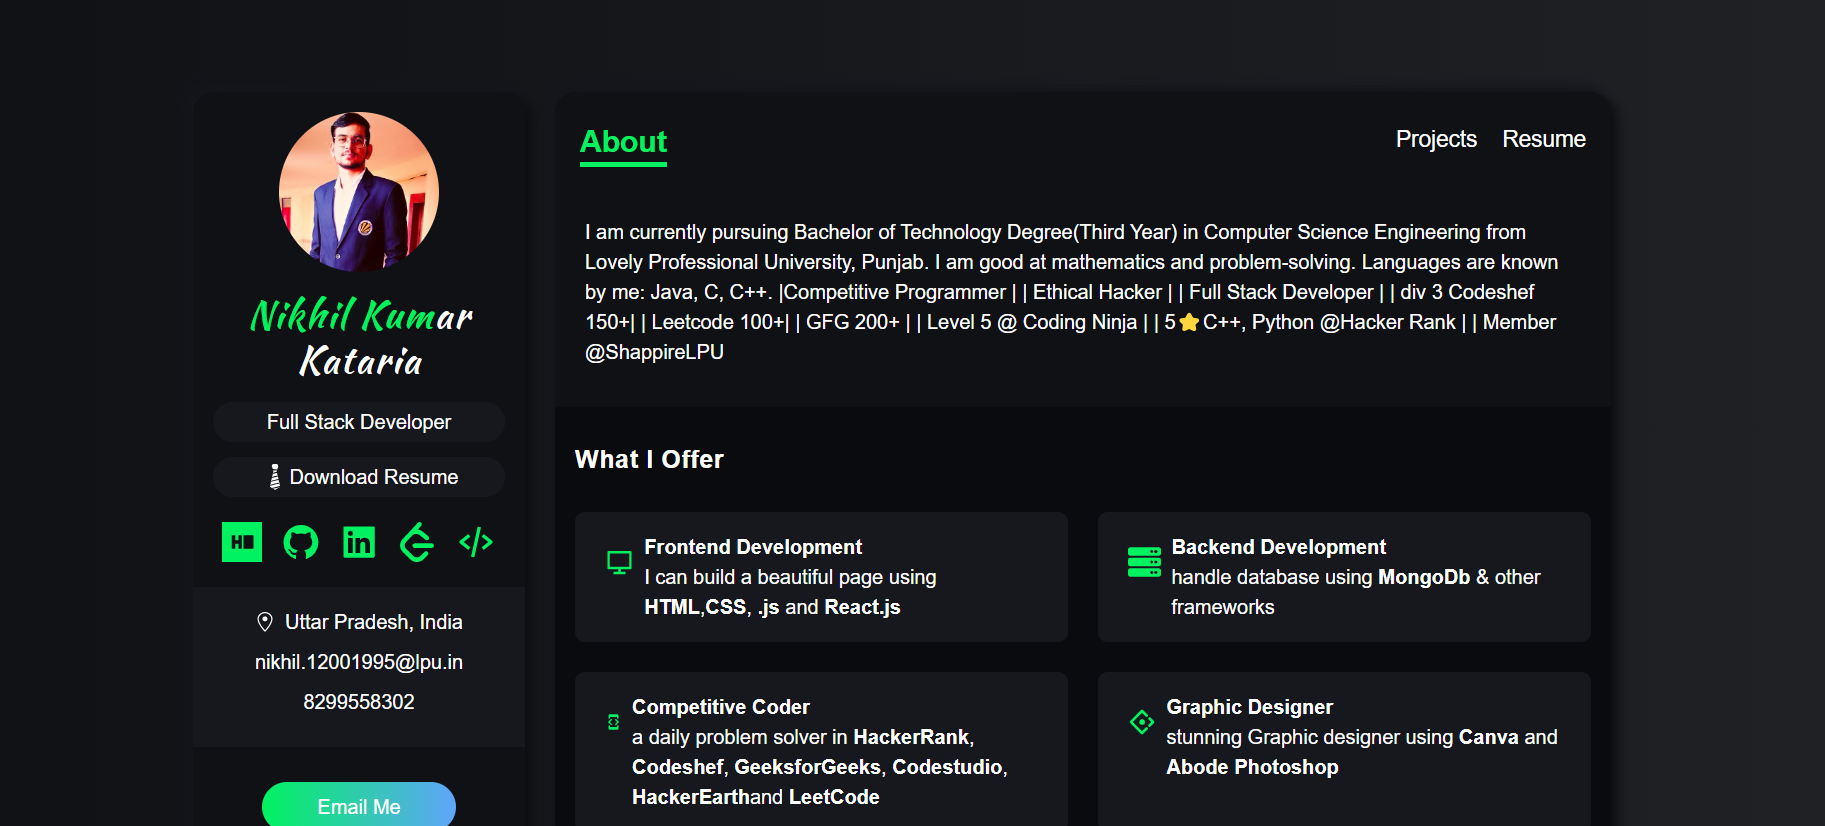 Nikhil Kumar
Kataria
Full Stack Developer
Download Resume
H
in
Uttar Pradesh, India
nikhil.12001995@lpu.in
8299558302
Email Me
About
Projects
Resume
I am currently pursuing Bachelor of Technology Degree(Third Year) in Computer Science Engineering from
Lovely Professional University, Punjab. I am good at mathematics and problem-solving. Languages are known
by me: Java, C, C++. |Competitive Programmer | | Ethical Hacker | | Full Stack Developer | | div 3 Codeshef
150+| | Leetcode 100+| | GFG 200+ | | Level 5 @ Coding Ninja | | 5⭐C++, Python @Hacker Rank | | Member
@ShappireLPU
What I Offer
Frontend Development
I can build a beautiful page using
HTML,CSS, .js and React.js
Backend Development
handle database using MongoDb & other
frameworks
Competitive Coder
a daily problem solver in HackerRank,
Codeshef, GeeksforGeeks, Codestudio,
HackerEarthand LeetCode
Graphic Designer
stunning Graphic designer using Canva and
Abode Photoshop